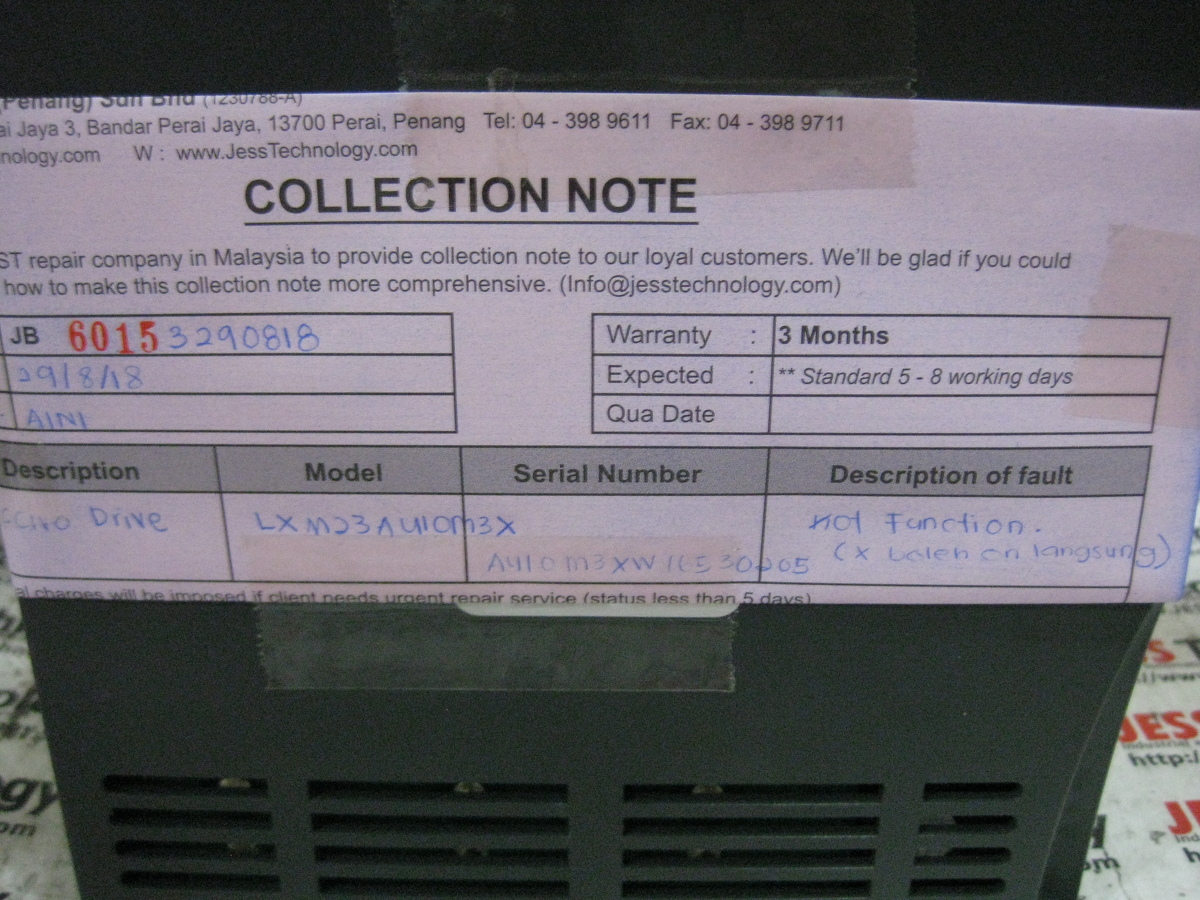 (Penang) Sdn Bhd (1230788-A)
ai Jaya 3, Bandar Perai Jaya, 13700 Perai, Penang Tel: 04 - 398 9611 Fax: 04 - 398 9711
nology.com W : www.JessTechnology.com
COLLECTION NOTE
ST repair company in Malaysia to provide collection note to our loyal customers. We'll be glad if you could
how to make this collection note more comprehensive. (Info@jesstechnology.com)
JB 60153290818
29/8/18
: AINI
Warranty : 3 Months
Expected : ** Standard 5 - 8 working days
Qua Date
Description Model Serial Number Description of fault
Servo Drive LXM23AU10M3X not Function.
AU10M3XW (x boleh on langsung)
al charges will be imposed if client needs urgent repair service (status less than 5 days)
JESS
http:/